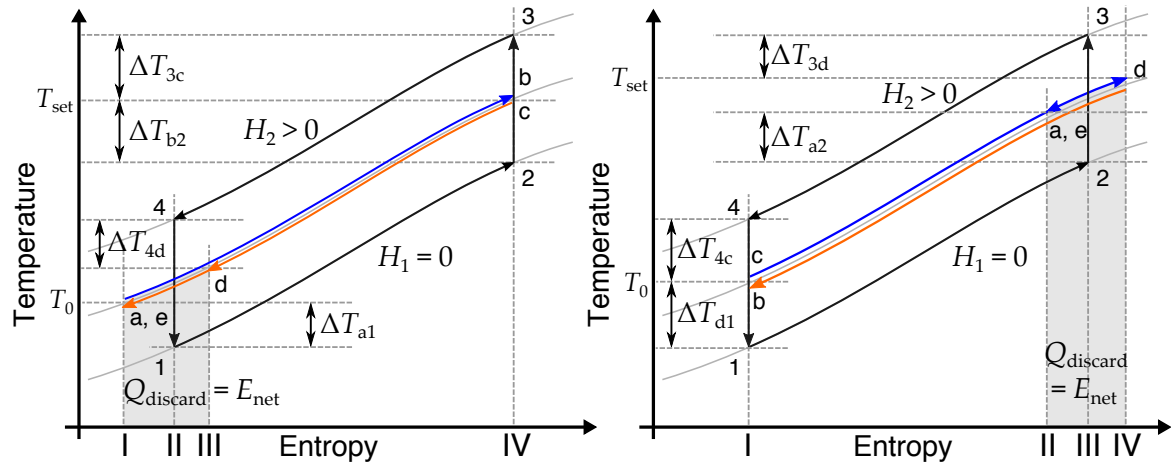 3
ΔT3c
b
Tset
c
ΔTb2
H2 > 0
2
4
ΔT4d
H1 = 0
d
T0
a, e
ΔTa1
1
Qdiscard = Enet
Temperature
I II III Entropy IV
3
ΔT3d
d
Tset
H2 > 0
ΔTa2
a, e
2
4
ΔT4c
c
H1 = 0
T0
b
ΔTd1
1
Qdiscard
= Enet
Temperature
I Entropy II III IV